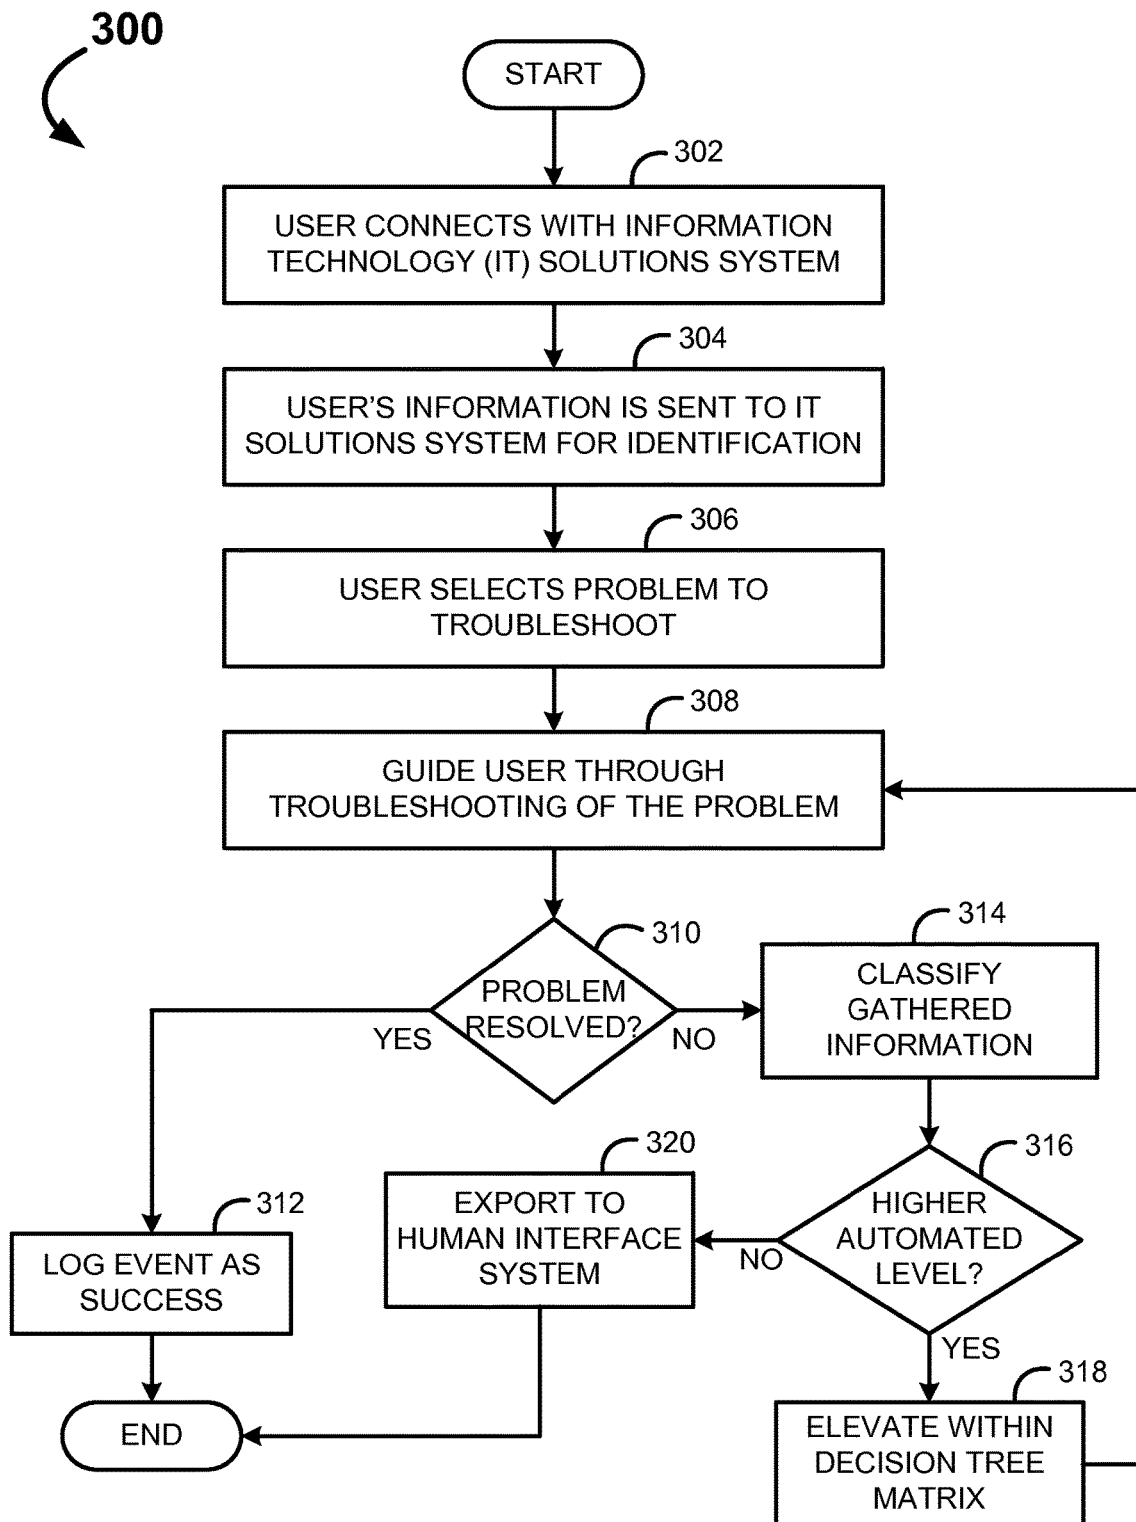 300
START
302
USER CONNECTS WITH INFORMATION
TECHNOLOGY (IT) SOLUTIONS SYSTEM
304
USER'S INFORMATION IS SENT TO IT
SOLUTIONS SYSTEM FOR IDENTIFICATION
306
USER SELECTS PROBLEM TO
TROUBLESHOOT
308
GUIDE USER THROUGH
TROUBLESHOOTING OF THE PROBLEM
310
PROBLEM
RESOLVED?
YES
NO
314
CLASSIFY
GATHERED
INFORMATION
316
HIGHER
AUTOMATED
LEVEL?
NO
YES
320
EXPORT TO
HUMAN INTERFACE
SYSTEM
312
LOG EVENT AS
SUCCESS
END
318
ELEVATE WITHIN
DECISION TREE
MATRIX